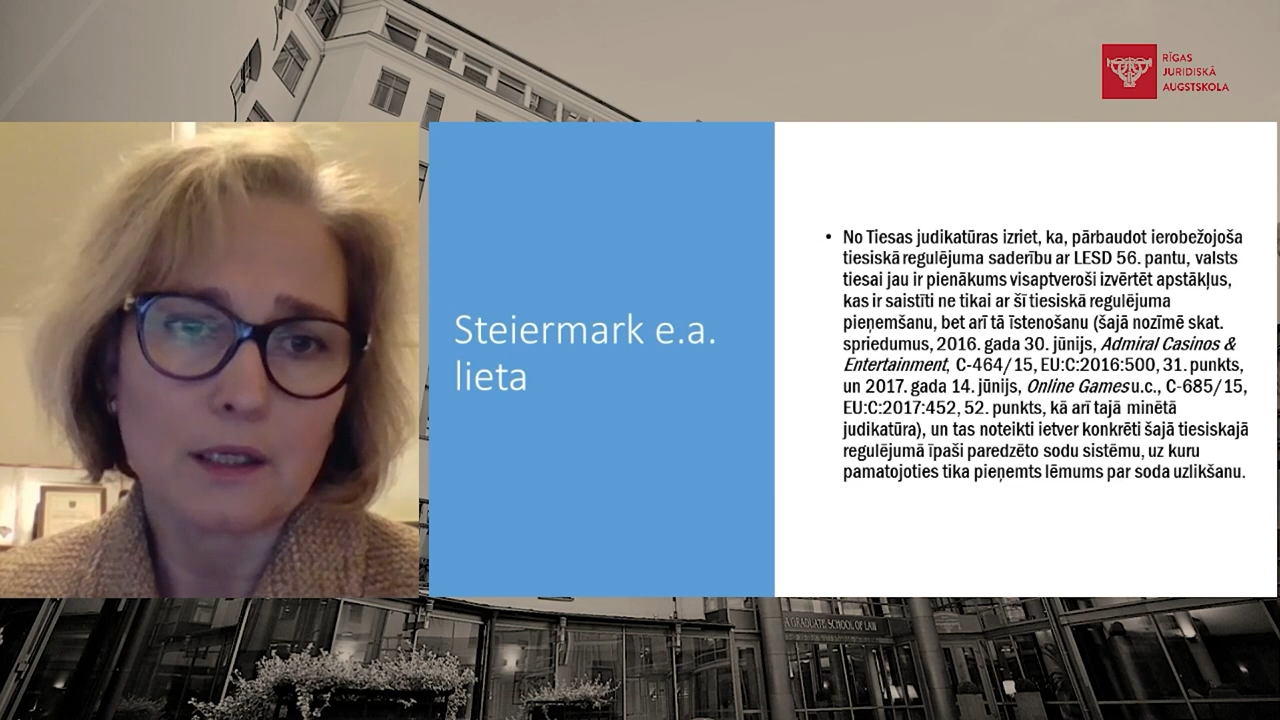 RĪGAS
JURIDISKĀ
AUGSTSKOLA
Steiermark e.a.
lieta
• No Tiesas judikatūras izriet, ka, pārbaudot ierobežojoša
tiesiskā regulējuma saderību ar LESD 56. pantu, valsts
tiesai jau ir pienākums visaptveroši izvērtēt apstākļus,
kas ir saistīti ne tikai ar šī tiesiskā regulējuma
pieņemšanu, bet arī tā īstenošanu (šajā nozīmē skat.
spriedumus, 2016. gada 30. jūnijs, Admiral Casinos &
Entertainment, C-464/15, EU:C:2016:500, 31. punkts,
un 2017. gada 14. jūnijs, Online Games u.c., C-685/15,
EU:C:2017:452, 52. punkts, kā arī tajā minētā
judikatūra), un tas noteikti ietver konkrēti šajā tiesiskajā
regulējumā īpaši paredzēto sodu sistēmu, uz kuru
pamatojoties tika pieņemts lēmums par soda uzlikšanu.
A GRADUATE SCHOOL OF LAW